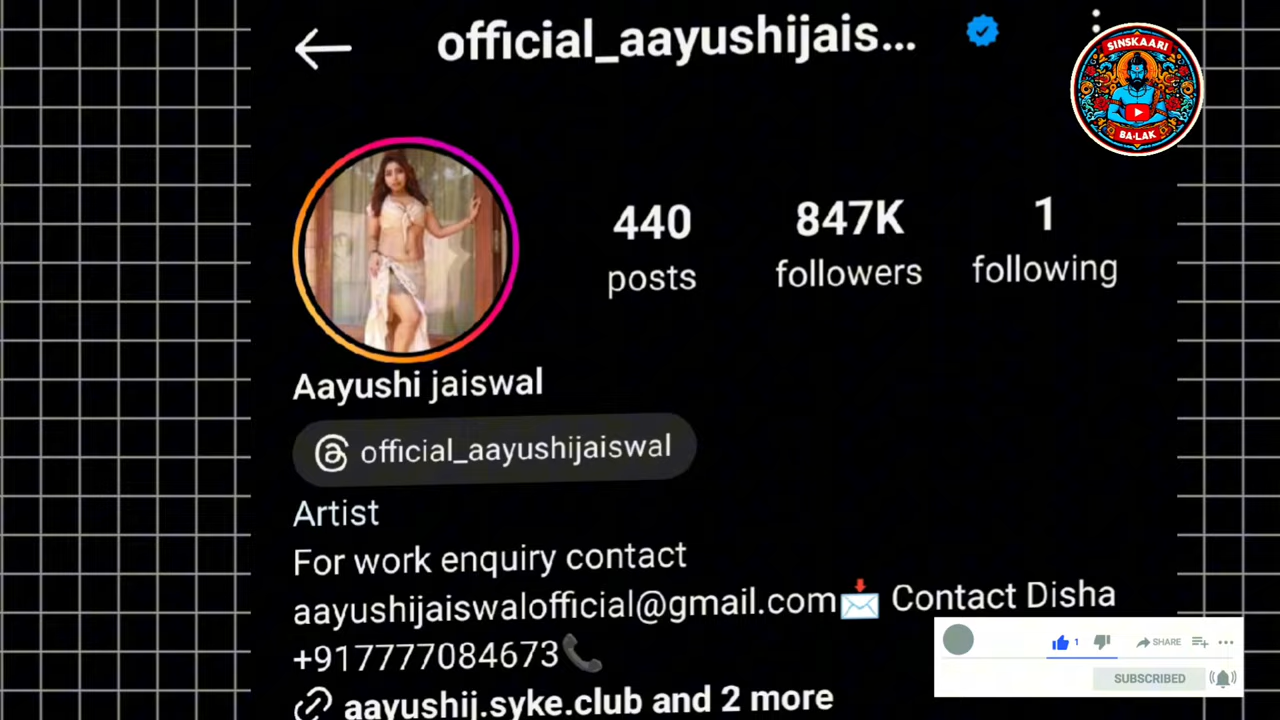 official_aayushijais...
SINSKAARI
BA-LAK
440
847K
1
posts
followers
following
Aayushi jaiswal
official_aayushijaiswal
Artist
For work enquiry contact
aayushijaiswalofficial@gmail.com📩 Contact Disha
+917777084673📞
1
SHARE
SUBSCRIBED
aayushij.syke.club and 2 more